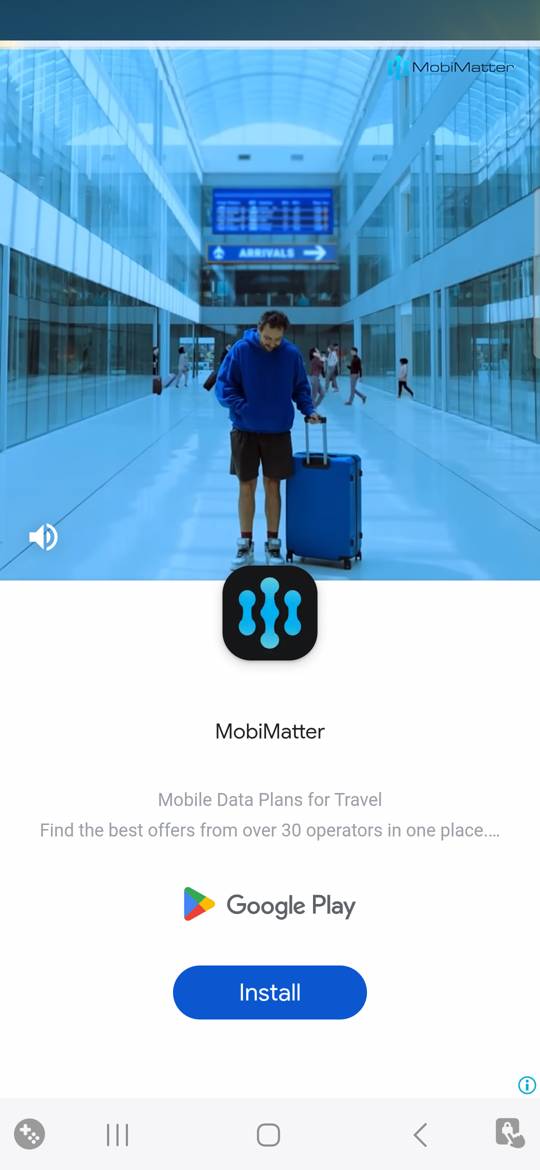 MobiMatter
ARRIVALS
MobiMatter
Mobile Data Plans for Travel
Find the best offers from over 30 operators in one place....
Google Play
Install